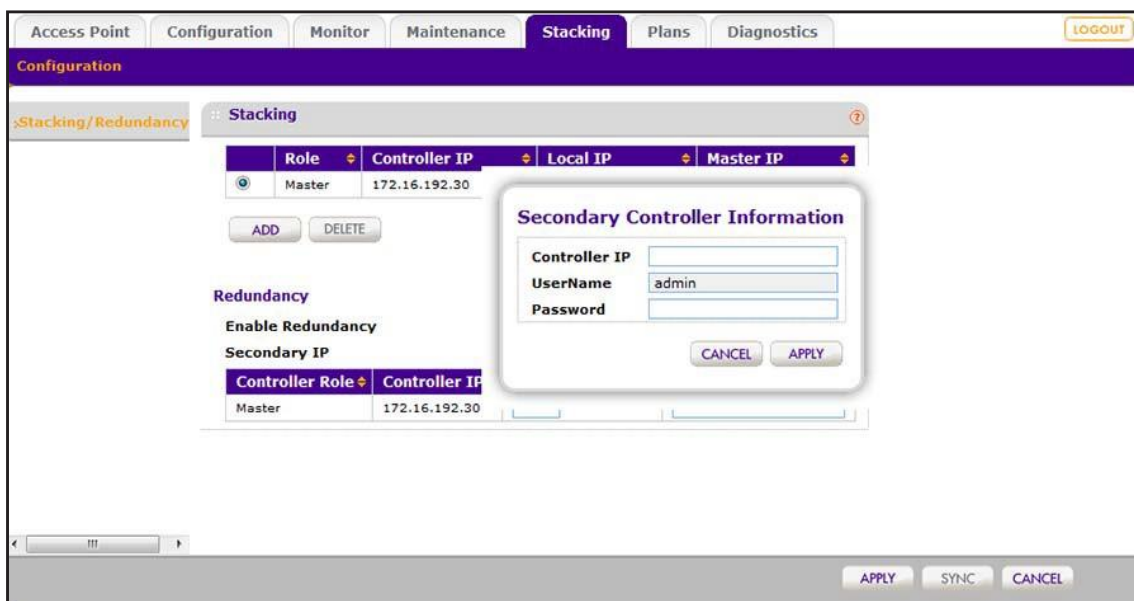 Access Point Configuration Monitor Maintenance Stacking Plans Diagnostics LOGOUT
Configuration
Stacking/Redundancy
Stacking ?
Role Controller IP Local IP Master IP
Master 172.16.192.30
ADD DELETE
Secondary Controller Information
Controller IP
UserName admin
Password
CANCEL APPLY
Redundancy
Enable Redundancy
Secondary IP
Controller Role Controller IP
Master 172.16.192.30
APPLY SYNC CANCEL